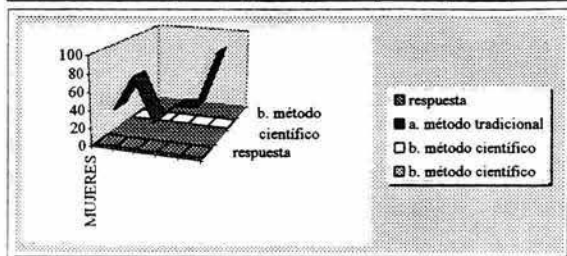 100
80
60
40
20
0
MUJERES
b. método
científico
respuesta
respuesta
a. método tradicional
b. método científico
b. método científico